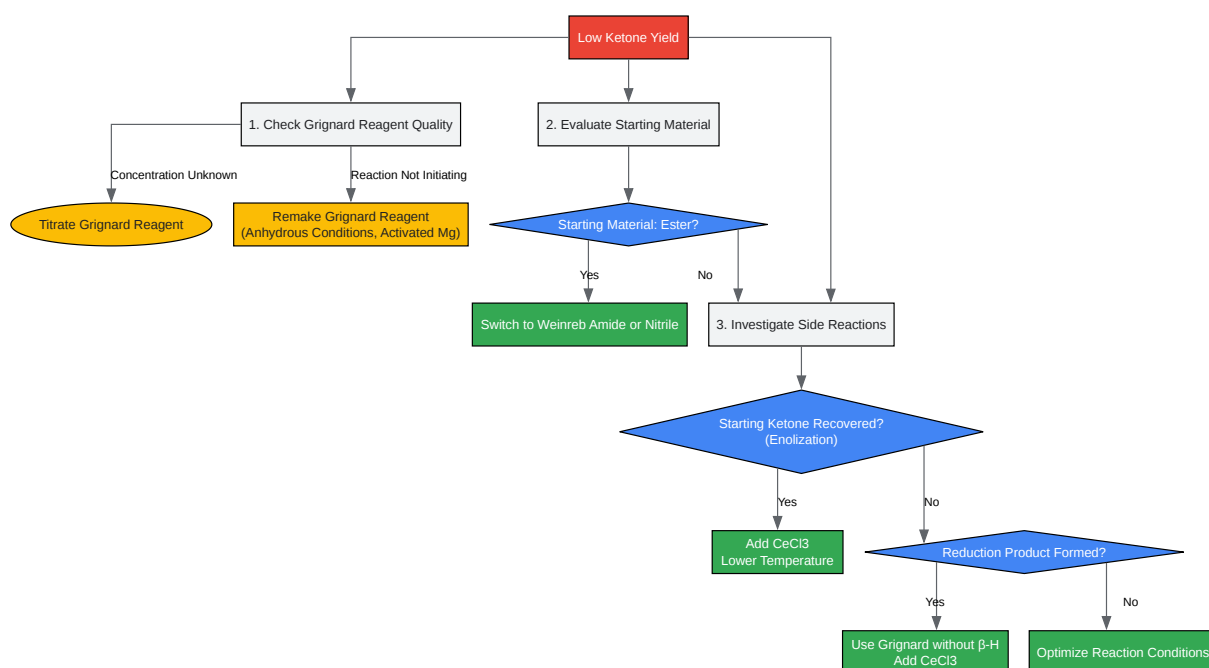 Low Ketone Yield
1. Check Grignard Reagent Quality
2. Evaluate Starting Material
Concentration Unknown
Reaction Not Initiating
Titrate Grignard Reagent
Remake Grignard Reagent
(Anhydrous Conditions, Activated Mg)
Starting Material: Ester?
Yes
No
Switch to Weinreb Amide or Nitrile
3. Investigate Side Reactions
Starting Ketone Recovered?
(Enolization)
Yes
No
Add CeCl3
Lower Temperature
Reduction Product Formed?
Yes
No
Use Grignard without β-H
Add CeCl3
Optimize Reaction Conditions